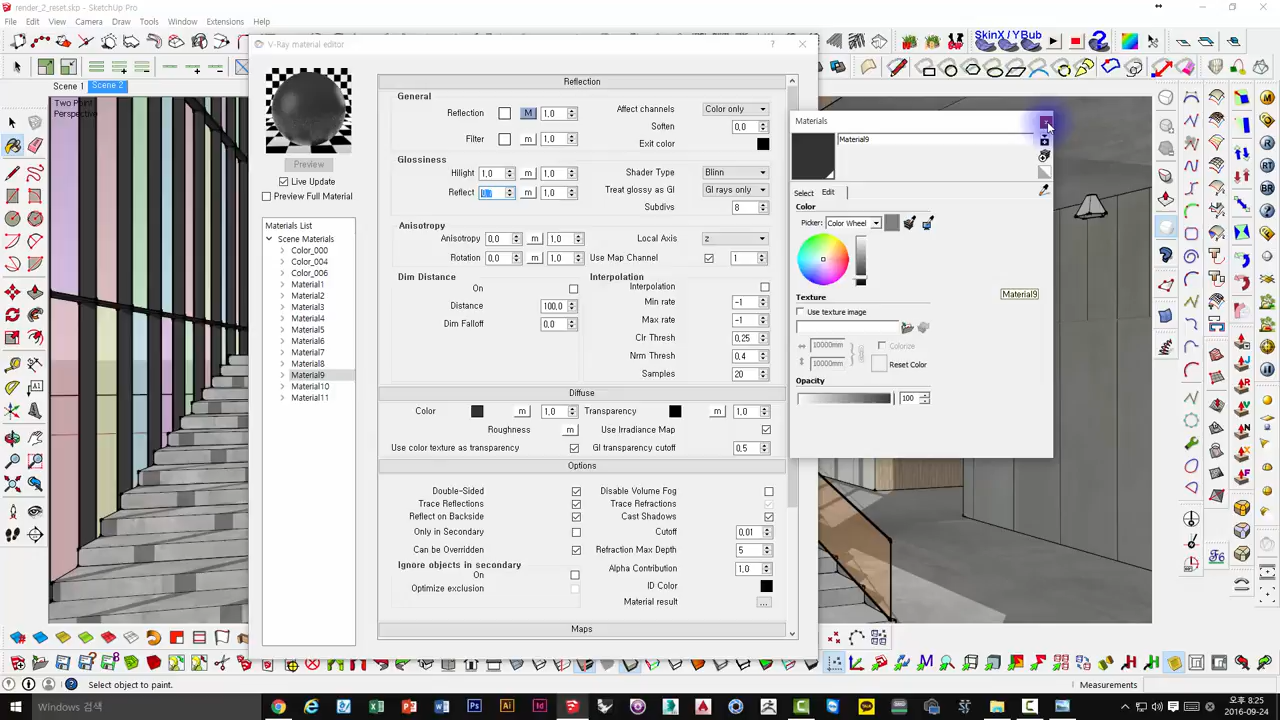 render_2_reset.skp - SketchUp Pro
File Edit View Camera Draw Tools Window Extensions Help
SkinX / YBub
Scene 1 Scene 2
Two Point
Perspective
V-Ray material editor
Preview
Live Update
Preview Full Material
Materials List
Scene Materials
Color_000
Color_004
Color_006
Material1
Material2
Material3
Material4
Material5
Material6
Material7
Material8
Material9
Material10
Material11
Reflection
General
Reflection M 1,0 Affect channels Color only
Soften 0,0
Filter m 1,0 Exit color
Glossiness
Hilight 1,0 m 1,0 Shader Type Blinn
Reflect 0,7 m 1,0 Treat glossy as GI GI rays only
Subdivs 8
Anisotropy
Anisotropy 0,0 m 1,0 Local Axis z
Rotation 0,0 m 1,0 Use Map Channel 1
Dim Distance Interpolation
On Interpolation
Distance 100,0 Min rate -1
Dim Falloff 0,0 Max rate -1
Clr Thresh 0,25
Nrm Thresh 0,4
Samples 20
Diffuse
Color m 1,0 Transparency m 1,0
Roughness m Use Irradiance Map
Use color texture as transparency GI transparency cutoff 0,5
Options
Double-Sided Disable Volume Fog
Trace Reflections Trace Refractions
Reflect on Backside Cast Shadows
Only in Secondary Cutoff 0,01
Can be Overridden Refraction Max Depth 5
Ignore objects in secondary Alpha Contribution 1,0
On ID Color
Optimize exclusion Material result ...
Maps
Materials
Material9
Select Edit
Color
Picker: Color Wheel
Material9
Texture
Use texture image
10000mm Colorize
10000mm Reset Color
Opacity
100
Select object to paint.
Measurements
Windows 검색
오후 8:25
2016-09-24